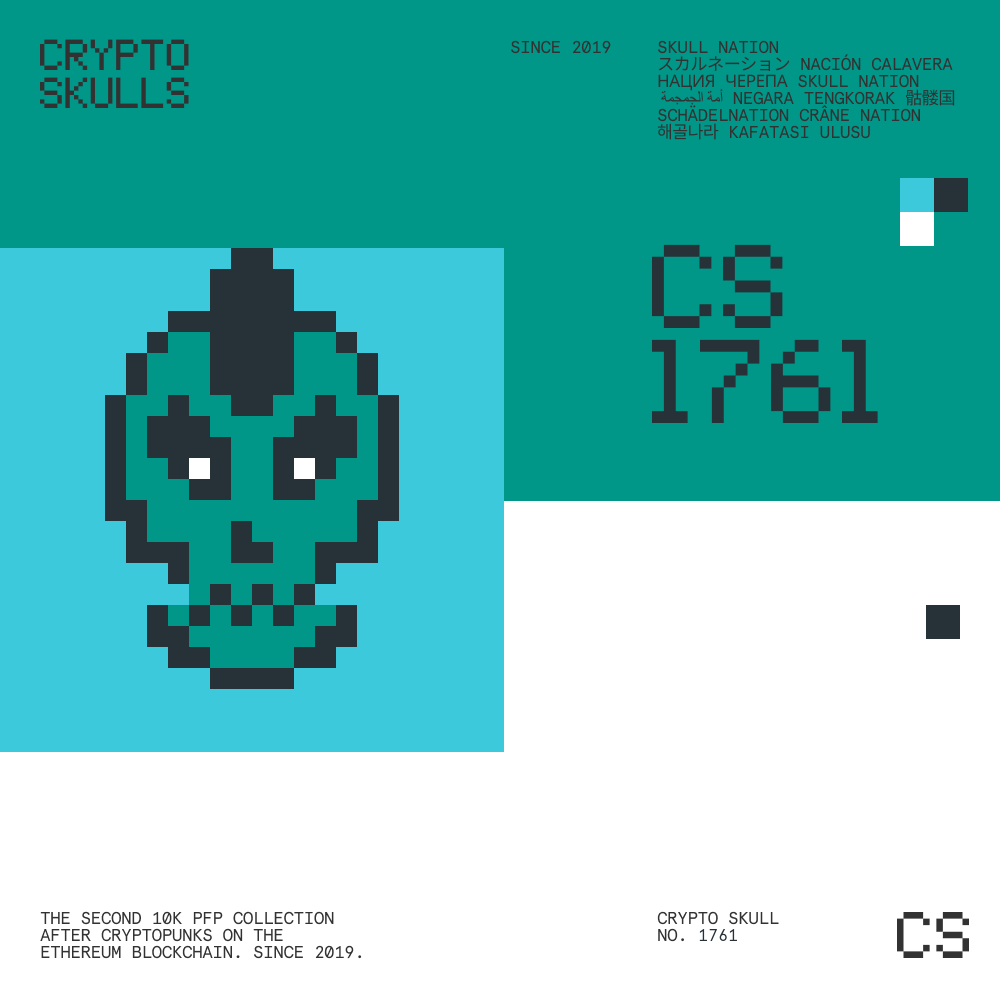 CRYPTO
SKULLS
SINCE 2019
SKULL NATION
スカルネーション NACIÓN CALAVERA
НАЦИЯ ЧЕРЕПА SKULL NATION
أمة الجمجمة NEGARA TENGKORAK 骷髅国
SCHÄDELNATION CRÂNE NATION
해골나라 KAFATASI ULUSU
CS
1761
THE SECOND 10K PFP COLLECTION
AFTER CRYPTOPUNKS ON THE
ETHEREUM BLOCKCHAIN. SINCE 2019.
CRYPTO SKULL
NO. 1761
CS